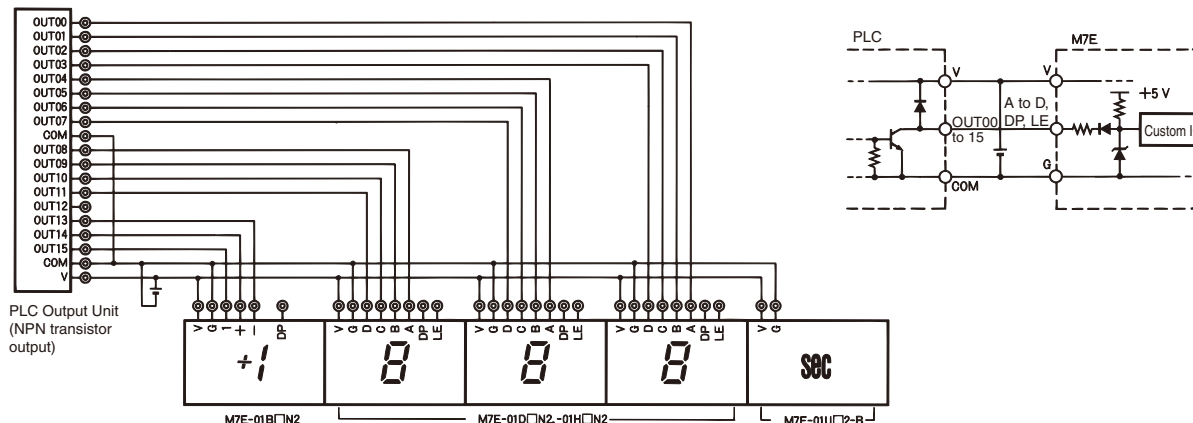 OUT00
OUT01
OUT02
OUT03
OUT04
OUT05
OUT06
OUT07
COM
OUT08
OUT09
OUT10
OUT11
OUT12
OUT13
OUT14
OUT15
COM
V
PLC Output Unit
(NPN transistor
output)
V G 1 + − DP
V G D C B A DP LE
V G D C B A DP LE
V G D C B A DP LE
V G
+1
8
8
8
sec
M7E-01B□N2
M7E-01D□N2, -01H□N2
M7E-01U□2-B
PLC
M7E
V
V
+5 V
A to D,
DP, LE
OUT00
to 15
Custom I
G
COM